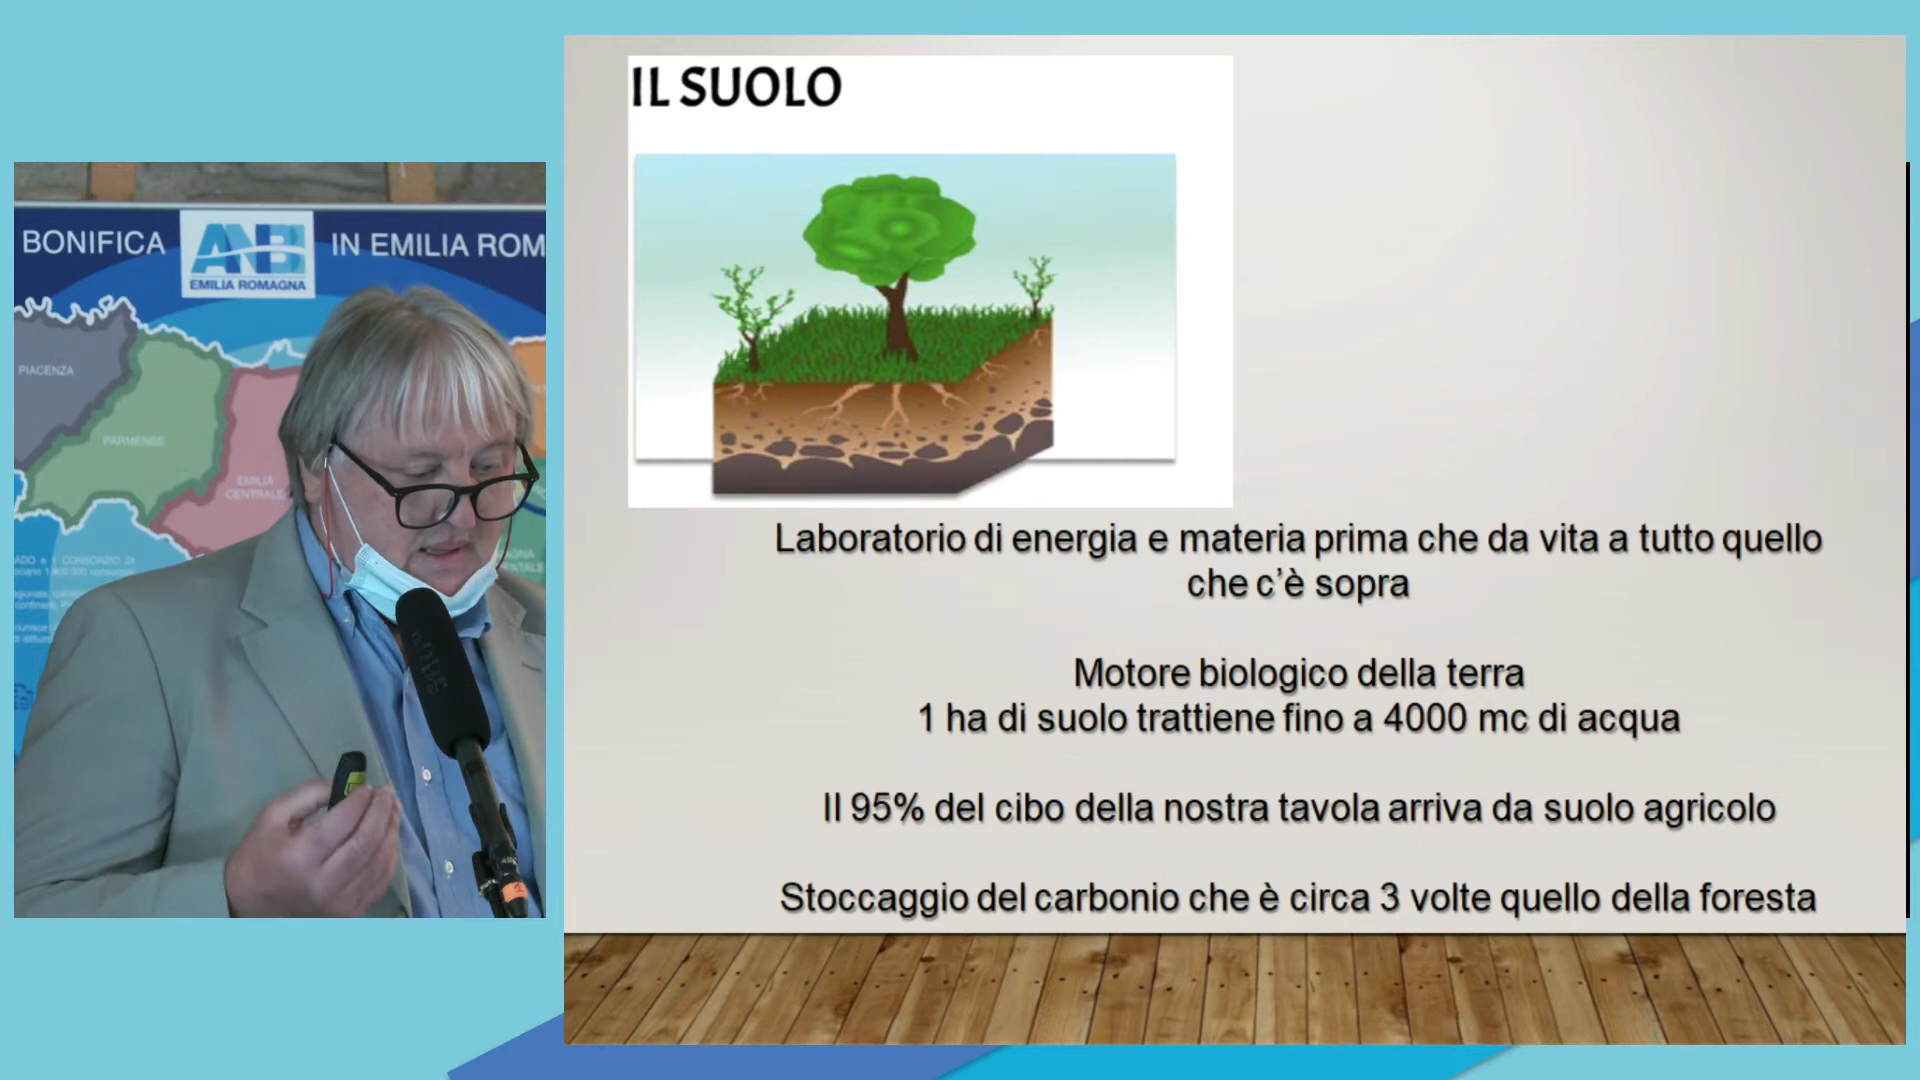 IL SUOLO
BONIFICA
ANBI
EMILIA ROMAGNA
IN EMILIA ROM
PIACENZA
PARMENSE
EMILIA
CENTRALE
Laboratorio di energia e materia prima che da vita a tutto quello
che c'è sopra
Motore biologico della terra
1 ha di suolo trattiene fino a 4000 mc di acqua
Il 95% del cibo della nostra tavola arriva da suolo agricolo
Stoccaggio del carbonio che è circa 3 volte quello della foresta